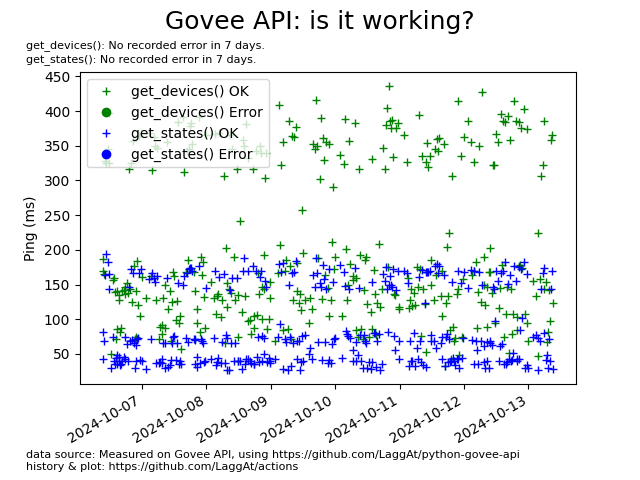 Govee API: is it working?
get_devices(): No recorded error in 7 days.
get_states(): No recorded error in 7 days.
450
400
350
300
250
200
150
100
50
Ping (ms)
get_devices() OK
get_devices() Error
get_states() OK
get_states() Error
2024-10-07
2024-10-08
2024-10-09
2024-10-10
2024-10-11
2024-10-12
2024-10-13
data source: Measured on Govee API, using https://github.com/LaggAt/python-govee-api
history & plot: https://github.com/LaggAt/actions